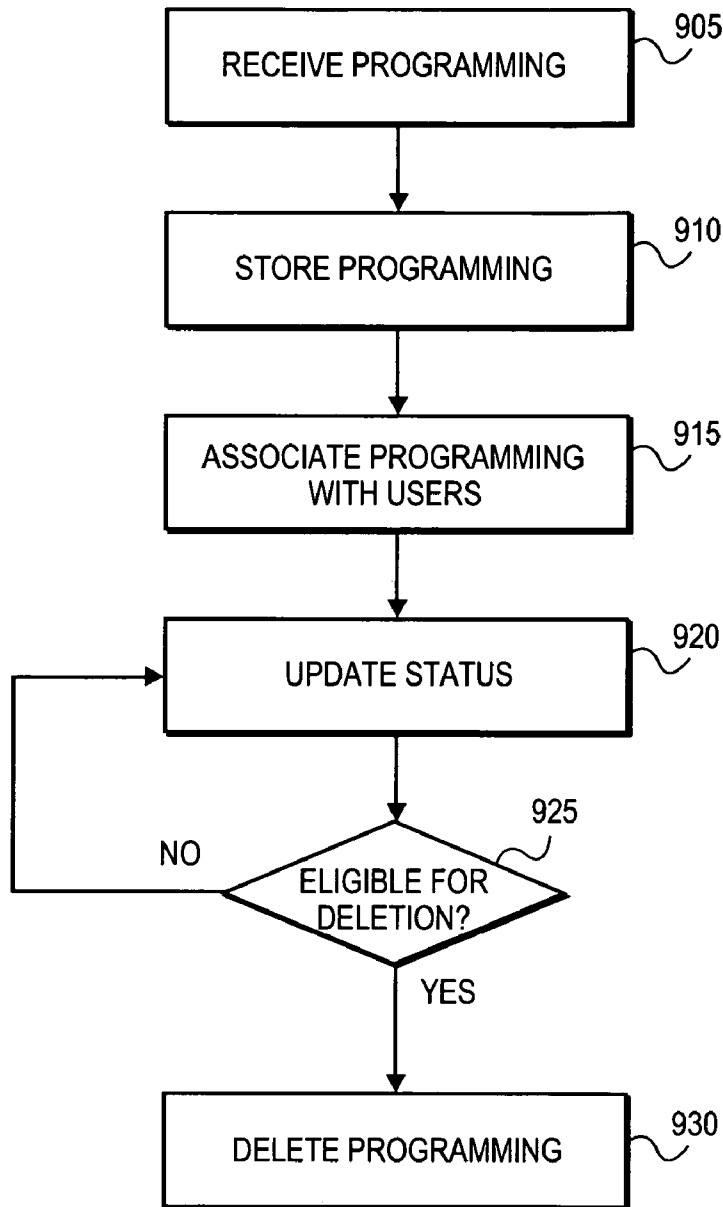 905
RECEIVE PROGRAMMING
910
STORE PROGRAMMING
915
ASSOCIATE PROGRAMMING
WITH USERS
920
UPDATE STATUS
925
NO
ELIGIBLE FOR
DELETION?
YES
930
DELETE PROGRAMMING